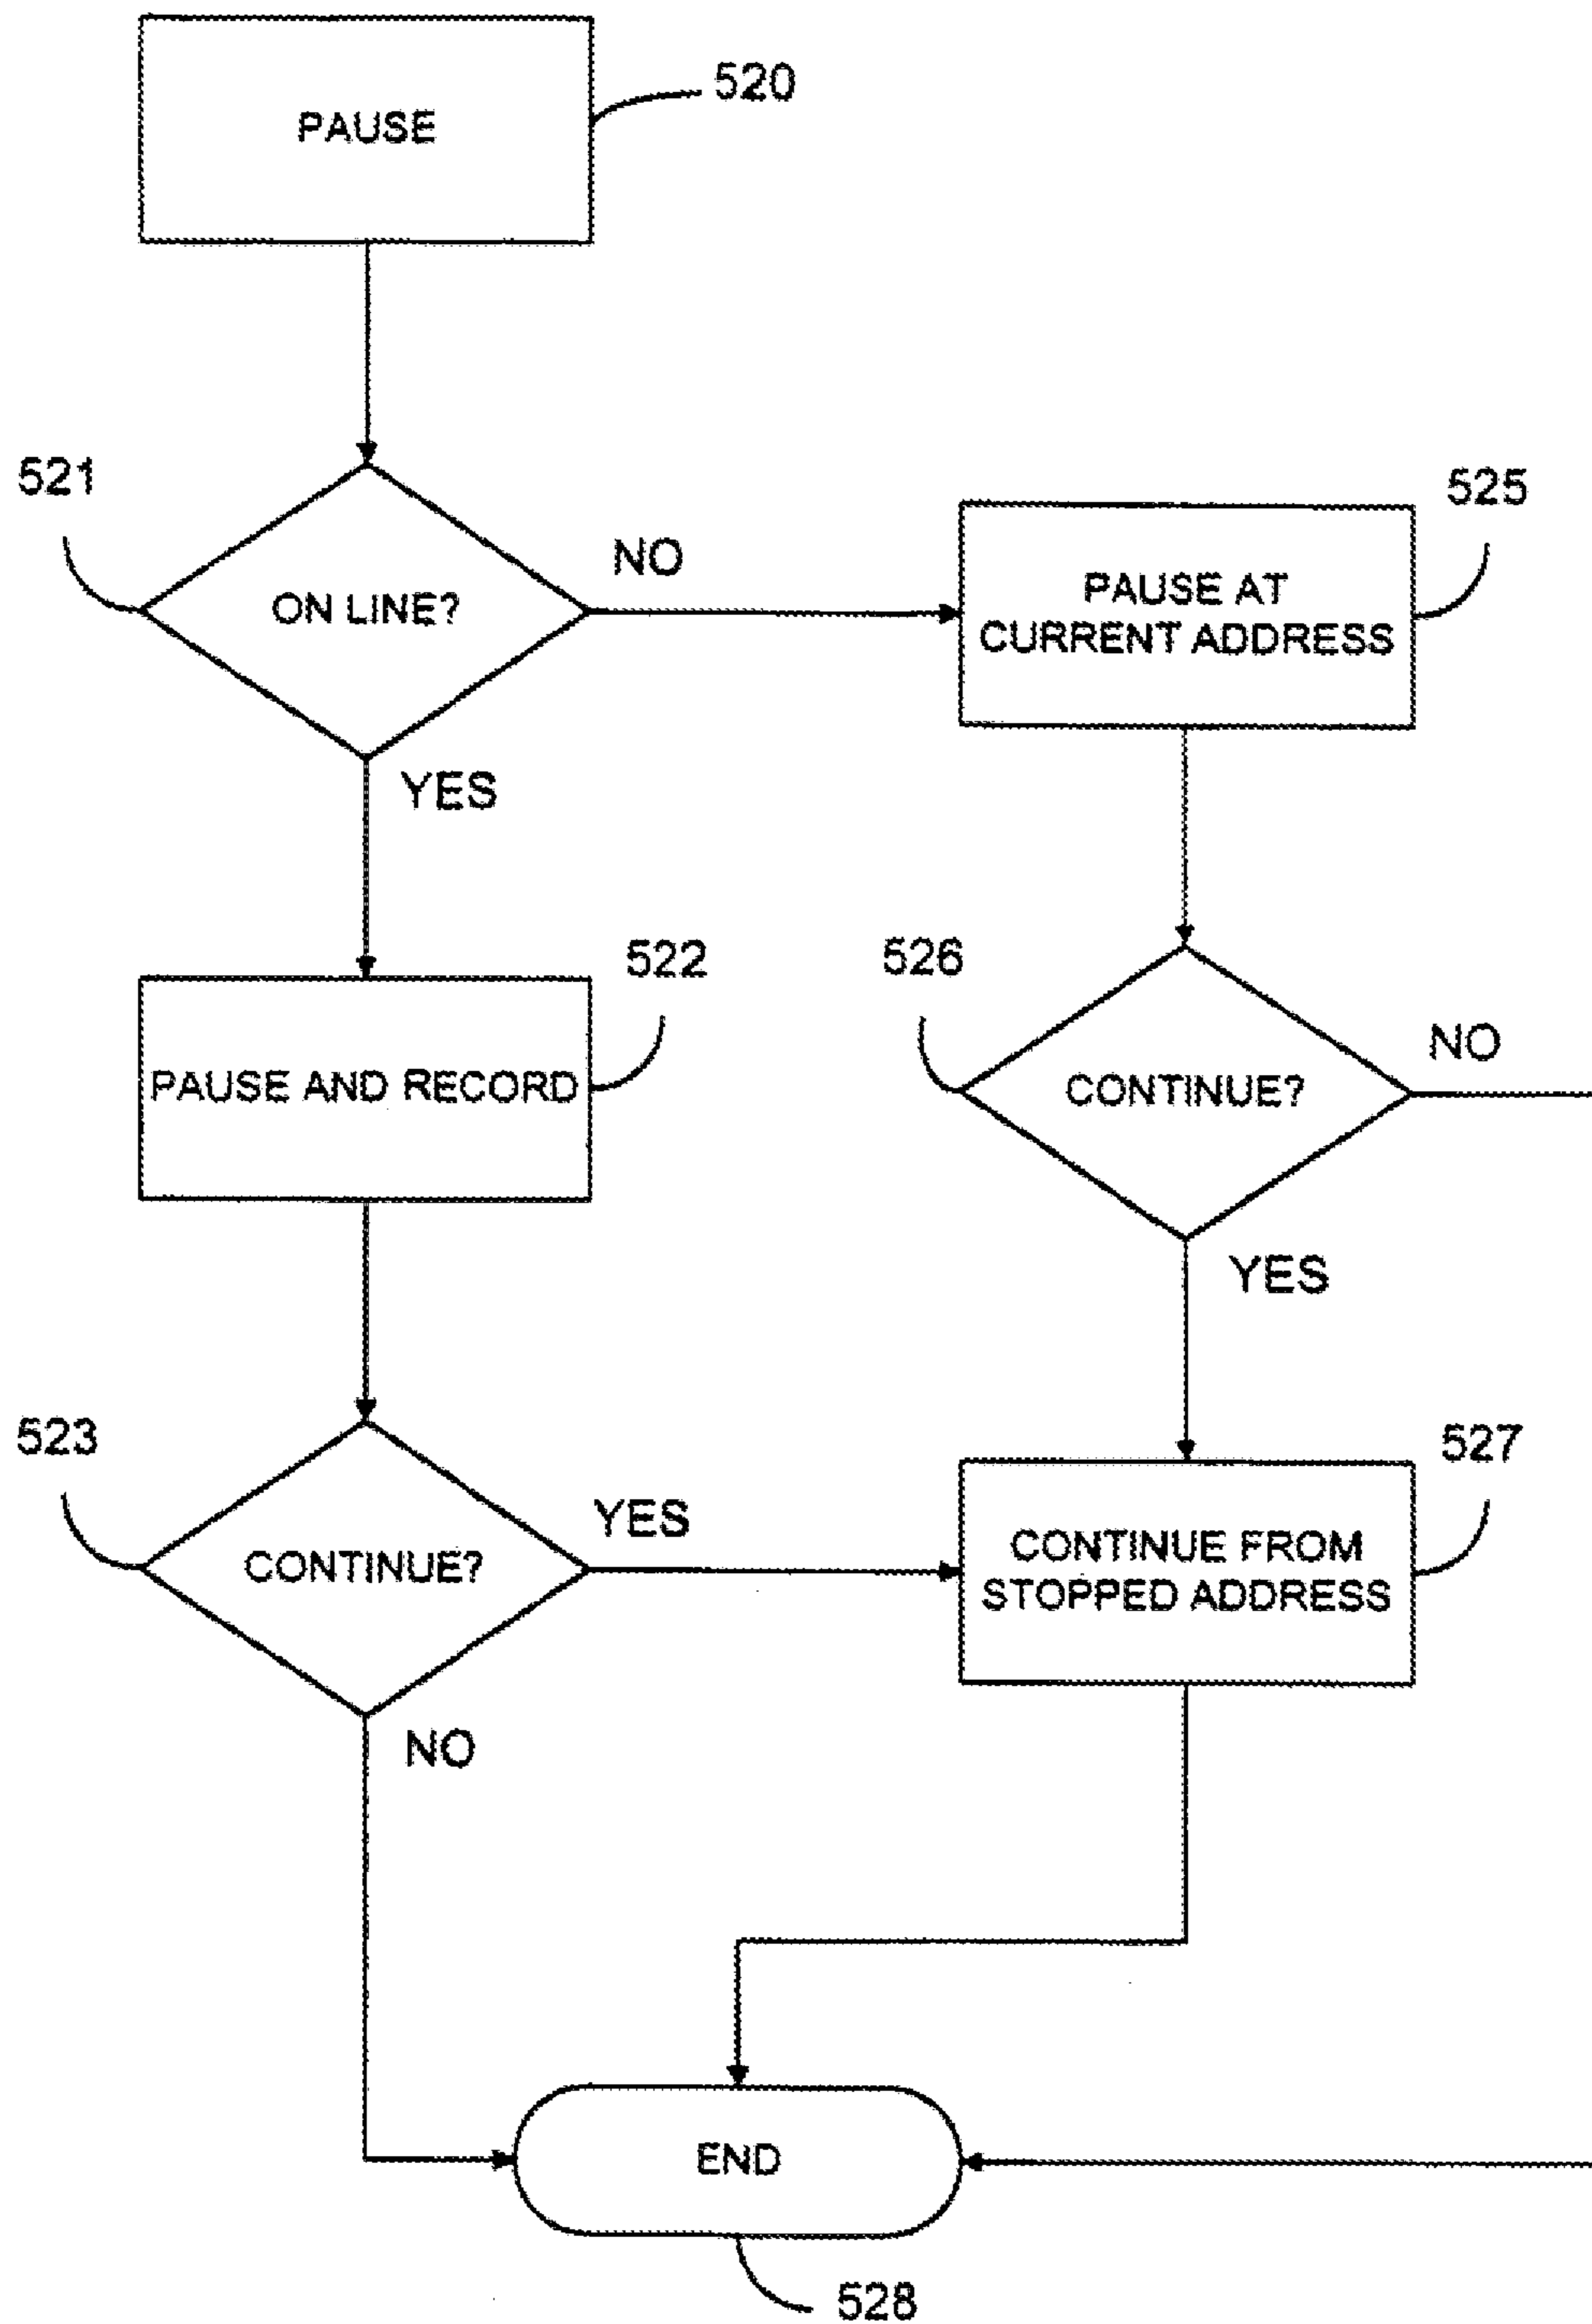 PAUSE
520
521
ON LINE?
NO
YES
525
PAUSE AT
CURRENT ADDRESS
522
PAUSE AND RECORD
526
CONTINUE?
NO
YES
523
CONTINUE?
YES
NO
527
CONTINUE FROM
STOPPED ADDRESS
END
528